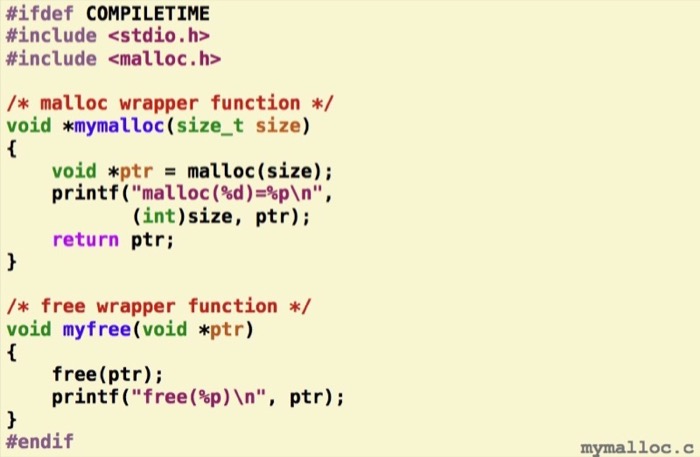 #ifdef COMPILETIME
#include <stdio.h>
#include <malloc.h>

/* malloc wrapper function */
void *mymalloc(size_t size)
{
    void *ptr = malloc(size);
    printf("malloc(%d)=%p\n",
           (int)size, ptr);
    return ptr;
}

/* free wrapper function */
void myfree(void *ptr)
{
    free(ptr);
    printf("free(%p)\n", ptr);
}
#endif
mymalloc.c